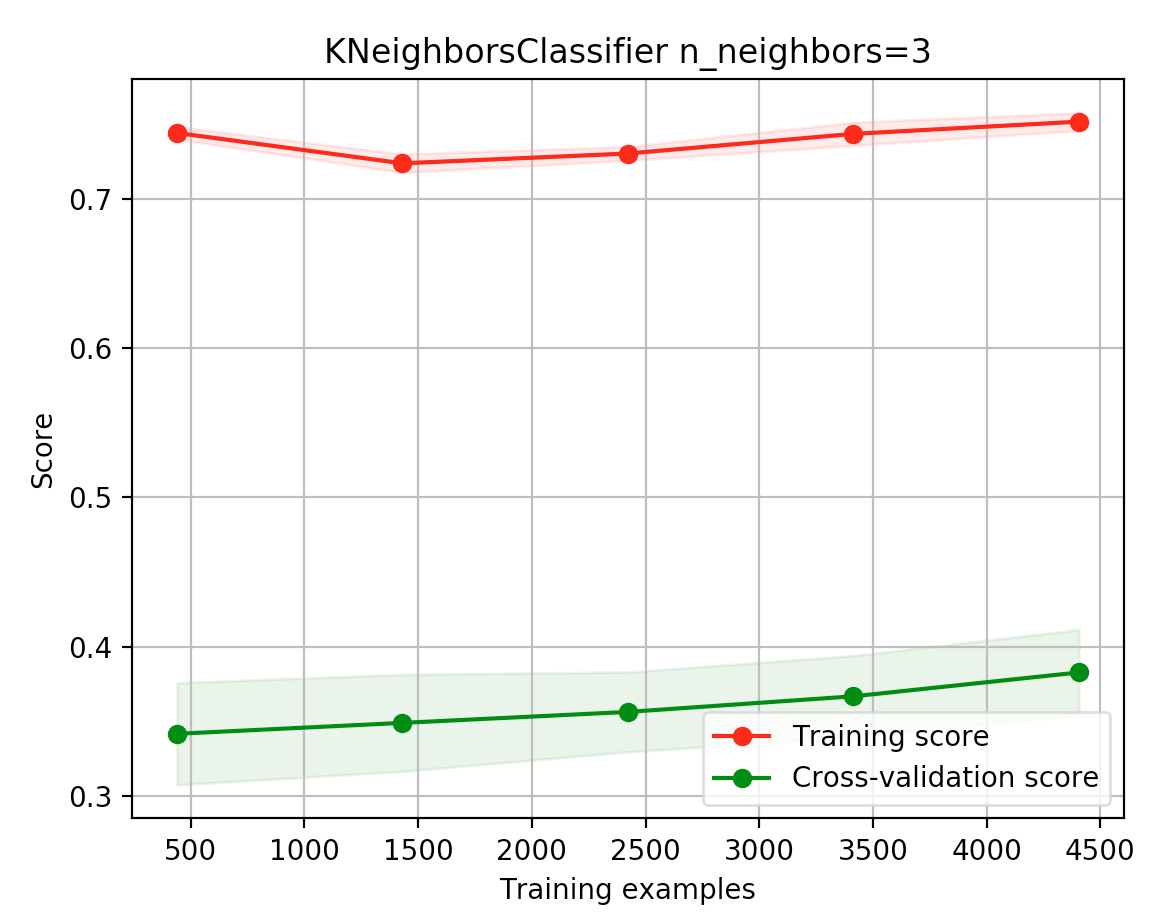 KNeighborsClassifier n_neighbors=3
Score
0.7
0.6
0.5
0.4
0.3
Training score
Cross-validation score
500 1000 1500 2000 2500 3000 3500 4000 4500
Training examples